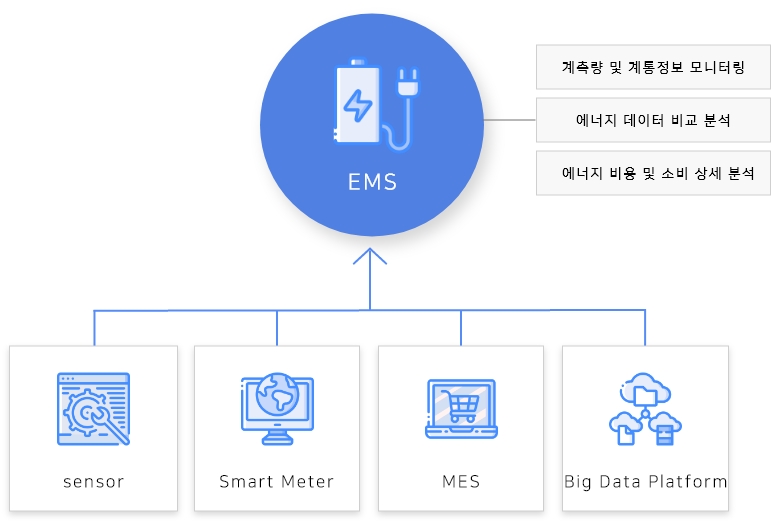 계측량 및 계통정보 모니터링
에너지 데이터 비교 분석
에너지 비용 및 소비 상세 분석
EMS
sensor
Smart Meter
MES
Big Data Platform